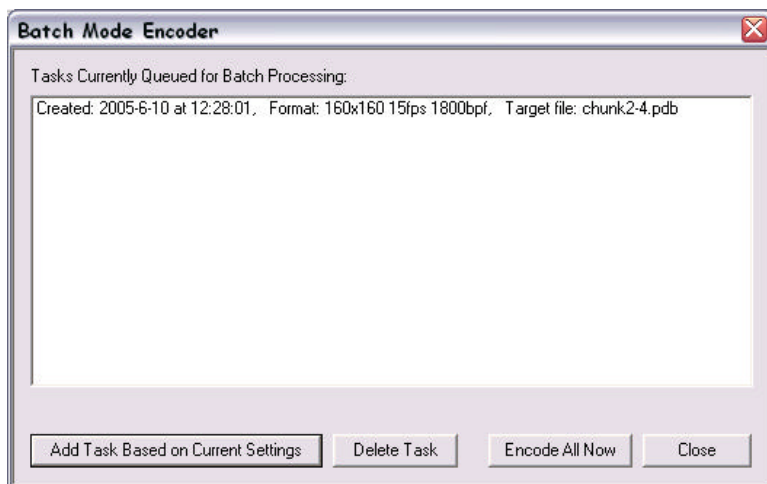 Batch Mode Encoder
Tasks Currently Queued for Batch Processing:
Created: 2005-6-10 at 12:28:01, Format: 160x160 15fps 1800bpf, Target file: chunk2-4.pdb
Add Task Based on Current Settings Delete Task Encode All Now Close